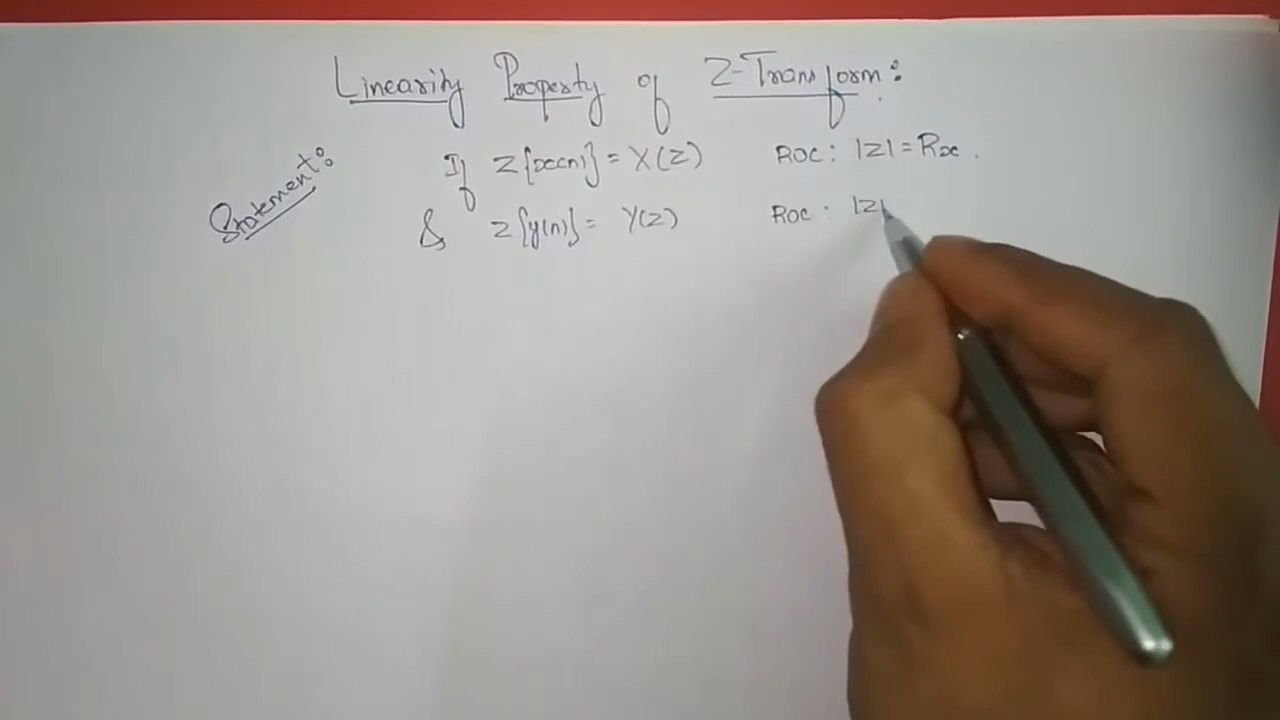 Linearity Property of Z-Transform:
Statement:
If Z{x(n)} = X(Z) ROC: |Z| = Rx.
& Z{y(n)} = Y(Z) ROC: |Z|